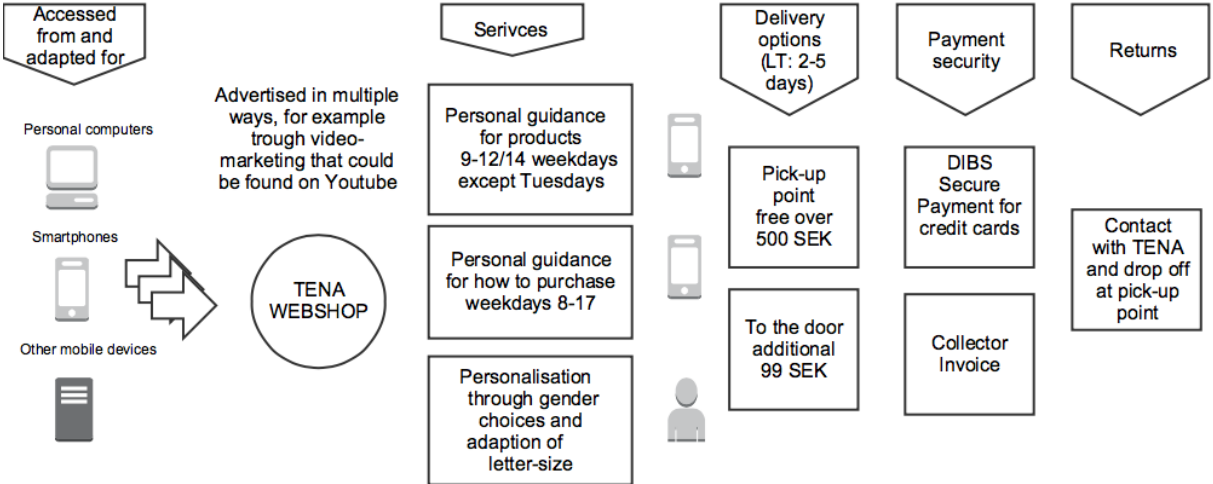 Accessed
from and
adapted for
Personal computers
Smartphones
Other mobile devices
Advertised in multiple
ways, for example
trough video-
marketing that could
be found on Youtube
TENA
WEBSHOP
Serivces
Personal guidance
for products
9-12/14 weekdays
except Tuesdays
Personal guidance
for how to purchase
weekdays 8-17
Personalisation
through gender
choices and
adaption of
letter-size
Delivery
options
(LT: 2-5
days)
Pick-up
point
free over
500 SEK
To the door
additional
99 SEK
Payment
security
DIBS
Secure
Payment for
credit cards
Collector
Invoice
Returns
Contact
with TENA
and drop off
at pick-up
point